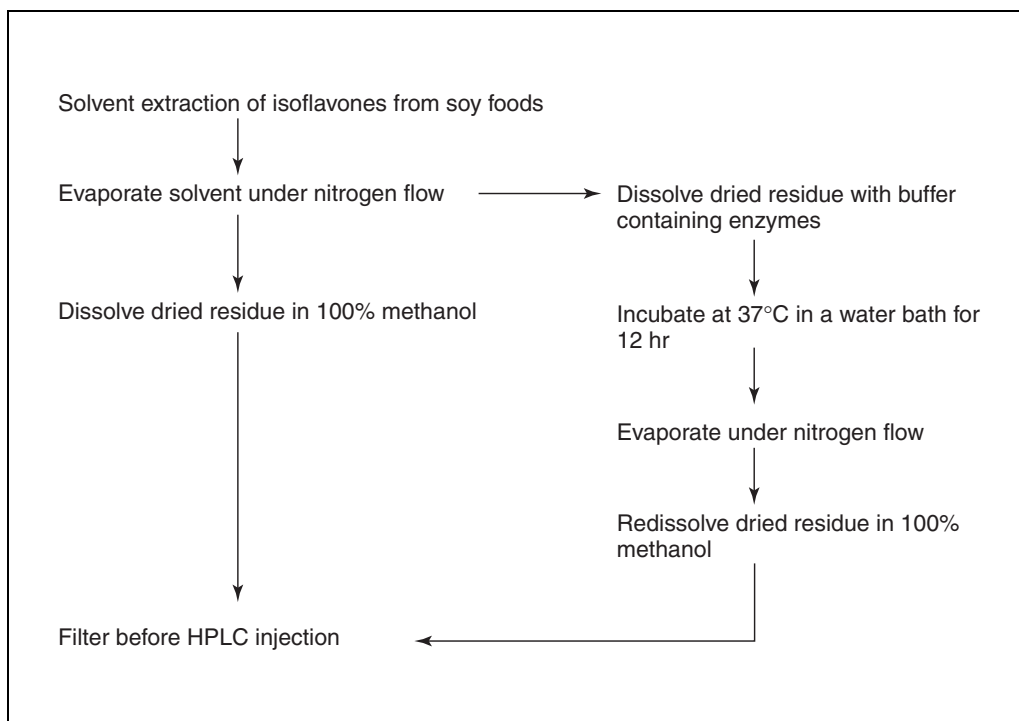 Solvent extraction of isoflavones from soy foods
Evaporate solvent under nitrogen flow
Dissolve dried residue in 100% methanol
Dissolve dried residue with buffer
containing enzymes
Incubate at 37°C in a water bath for
12 hr
Evaporate under nitrogen flow
Redissolve dried residue in 100%
methanol
Filter before HPLC injection